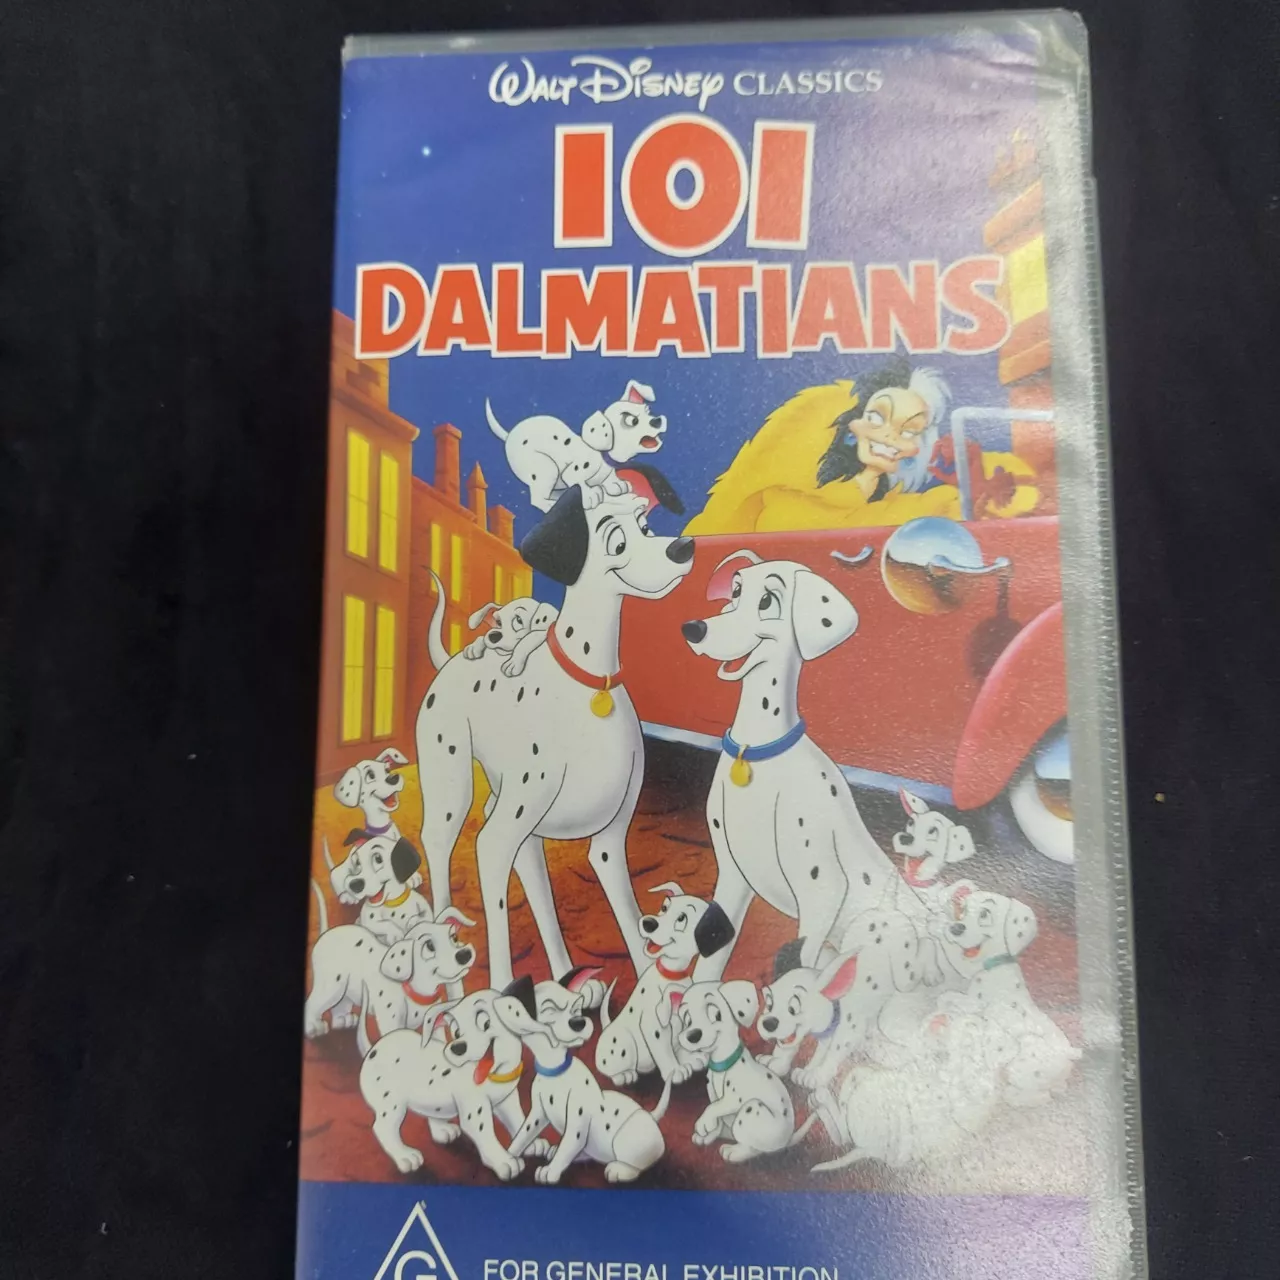 WALT DISNEY CLASSICS
101
DALMATIANS
G
FOR GENERAL EXHIBITION